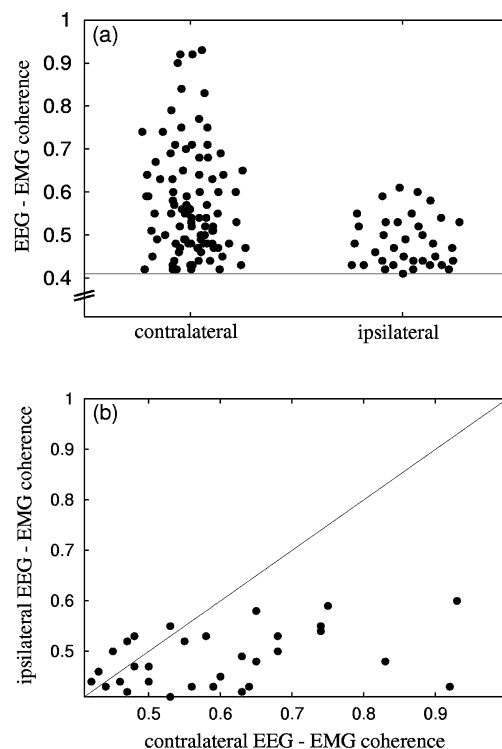 (a)
1
0.9
0.8
0.7
0.6
0.5
0.4
EEG - EMG coherence
contralateral ipsilateral
(b)
1
0.9
0.8
0.7
0.6
0.5
ipsilateral EEG - EMG coherence
0.5 0.6 0.7 0.8 0.9
contralateral EEG - EMG coherence